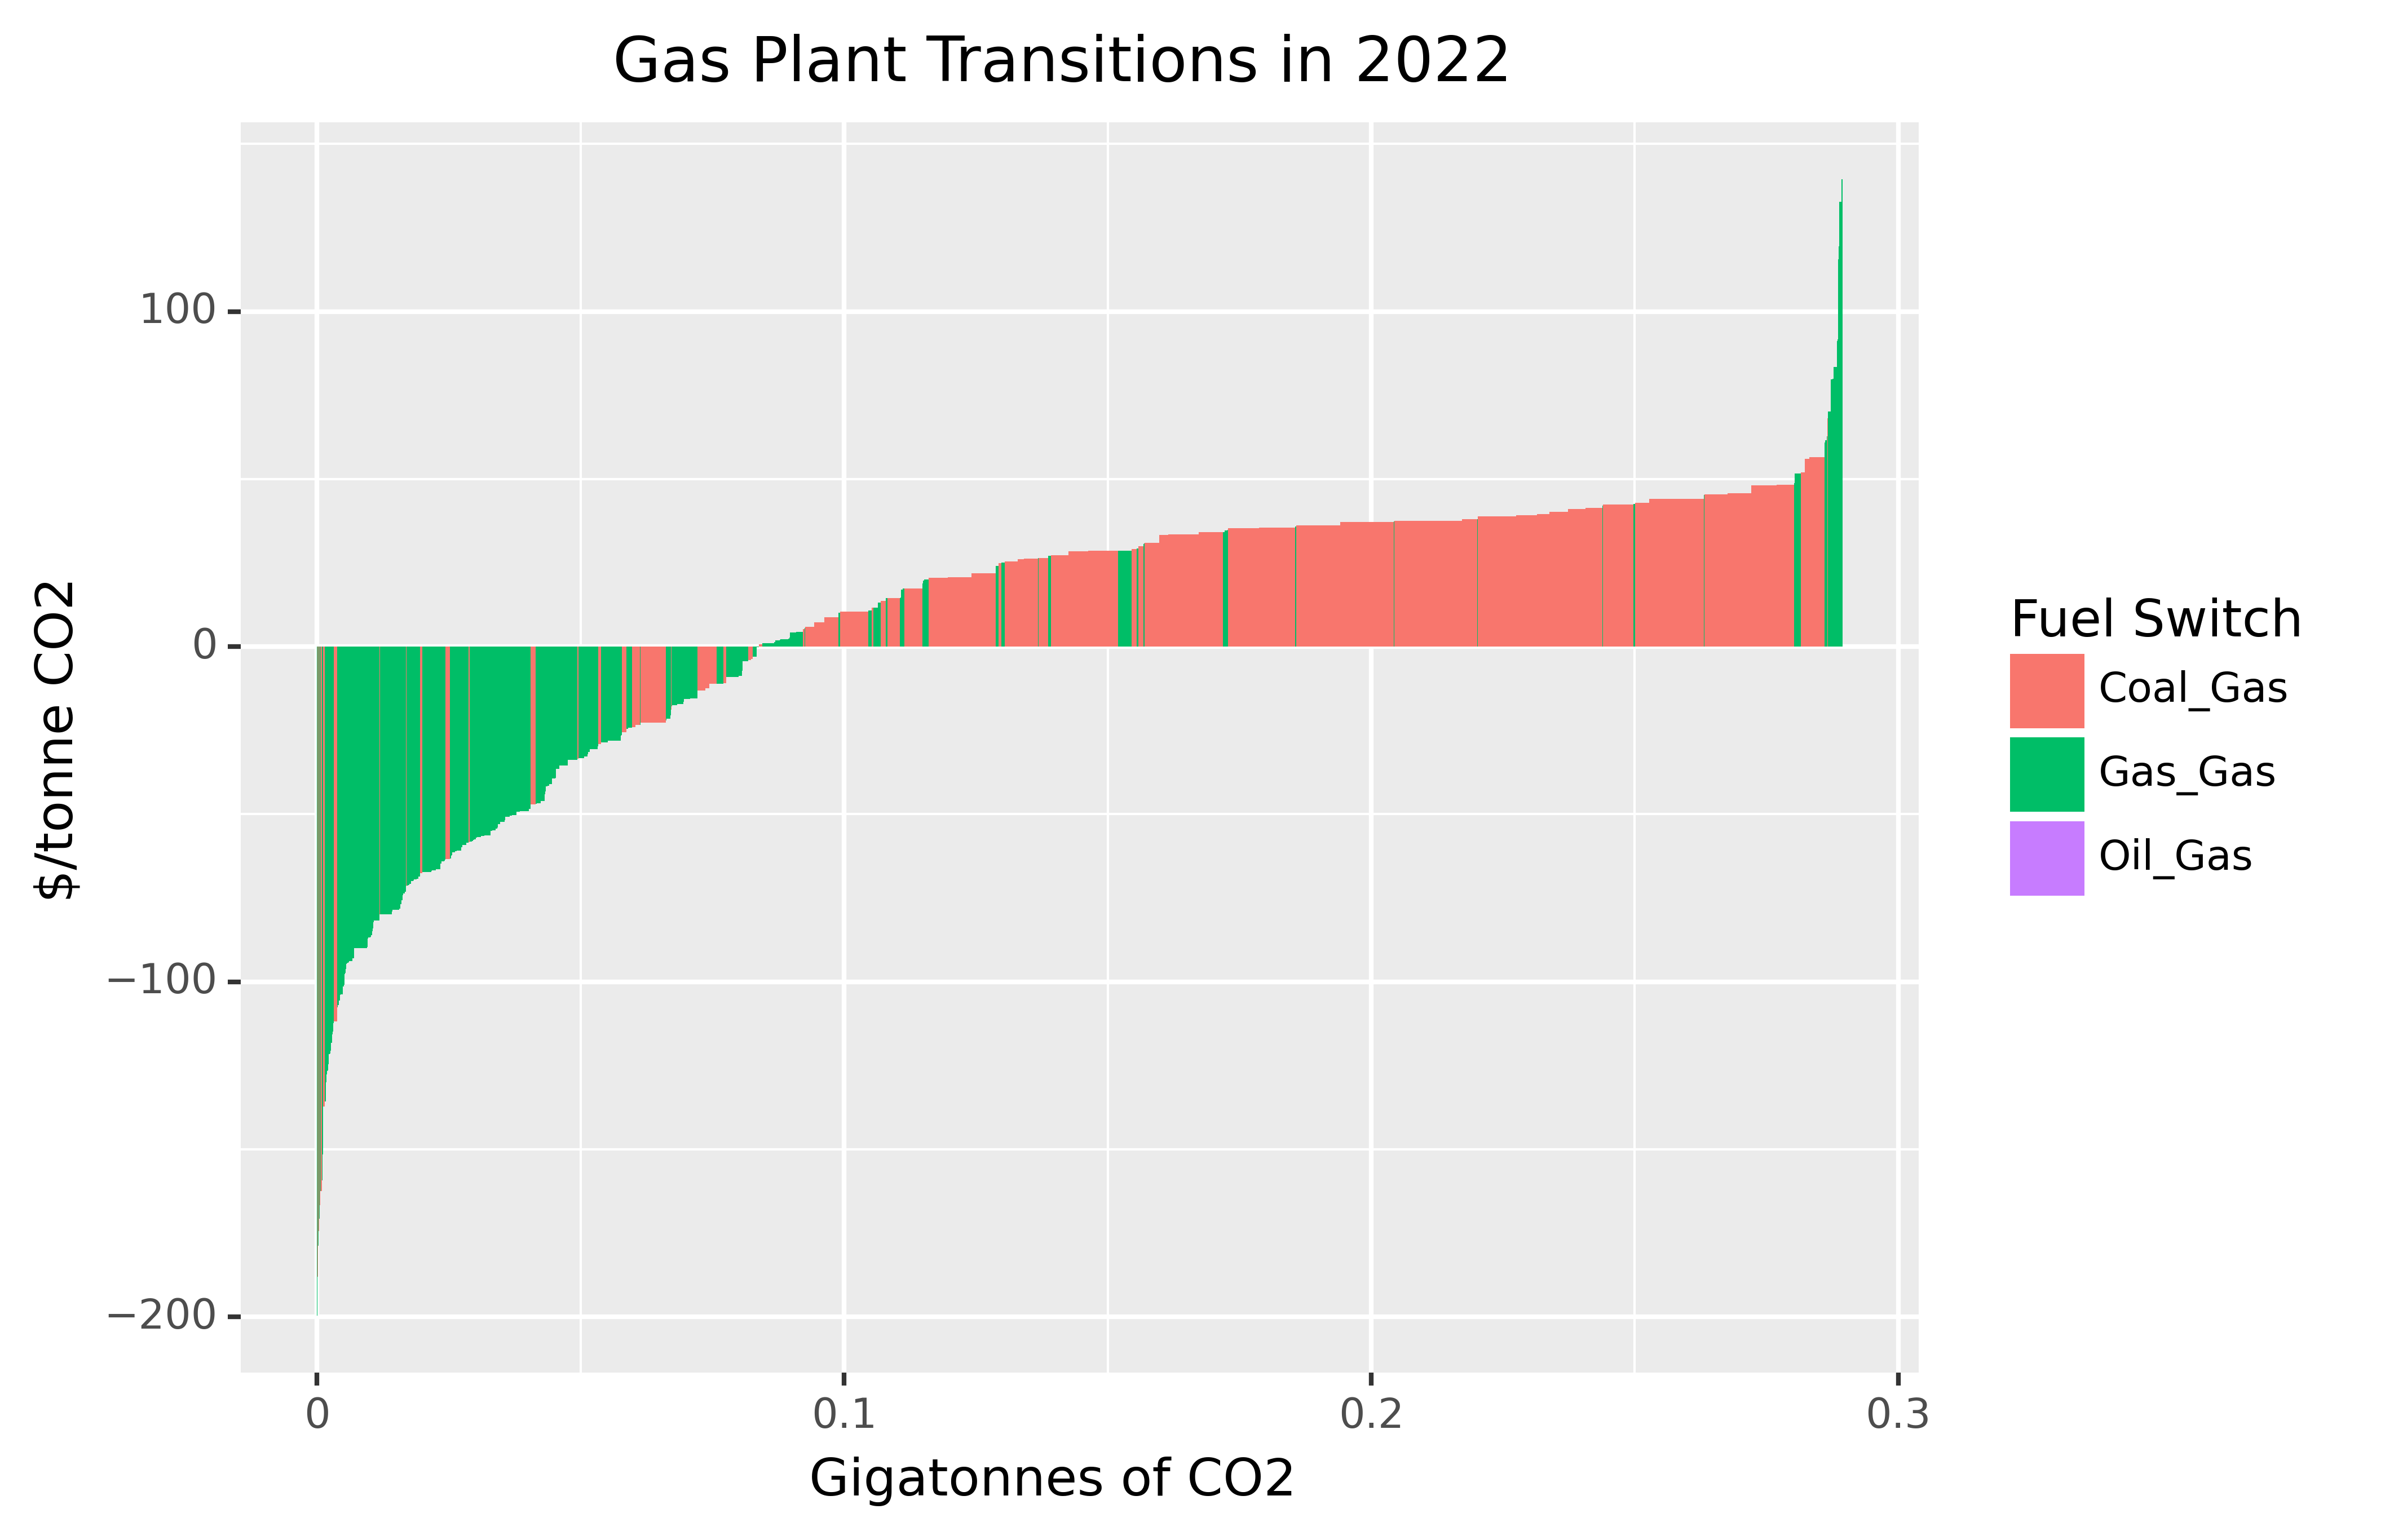 Gas Plant Transitions in 2022
100
0
−100
−200
$/tonne CO2
0
0.1
0.2
0.3
Gigatonnes of CO2
Fuel Switch
Coal_Gas
Gas_Gas
Oil_Gas